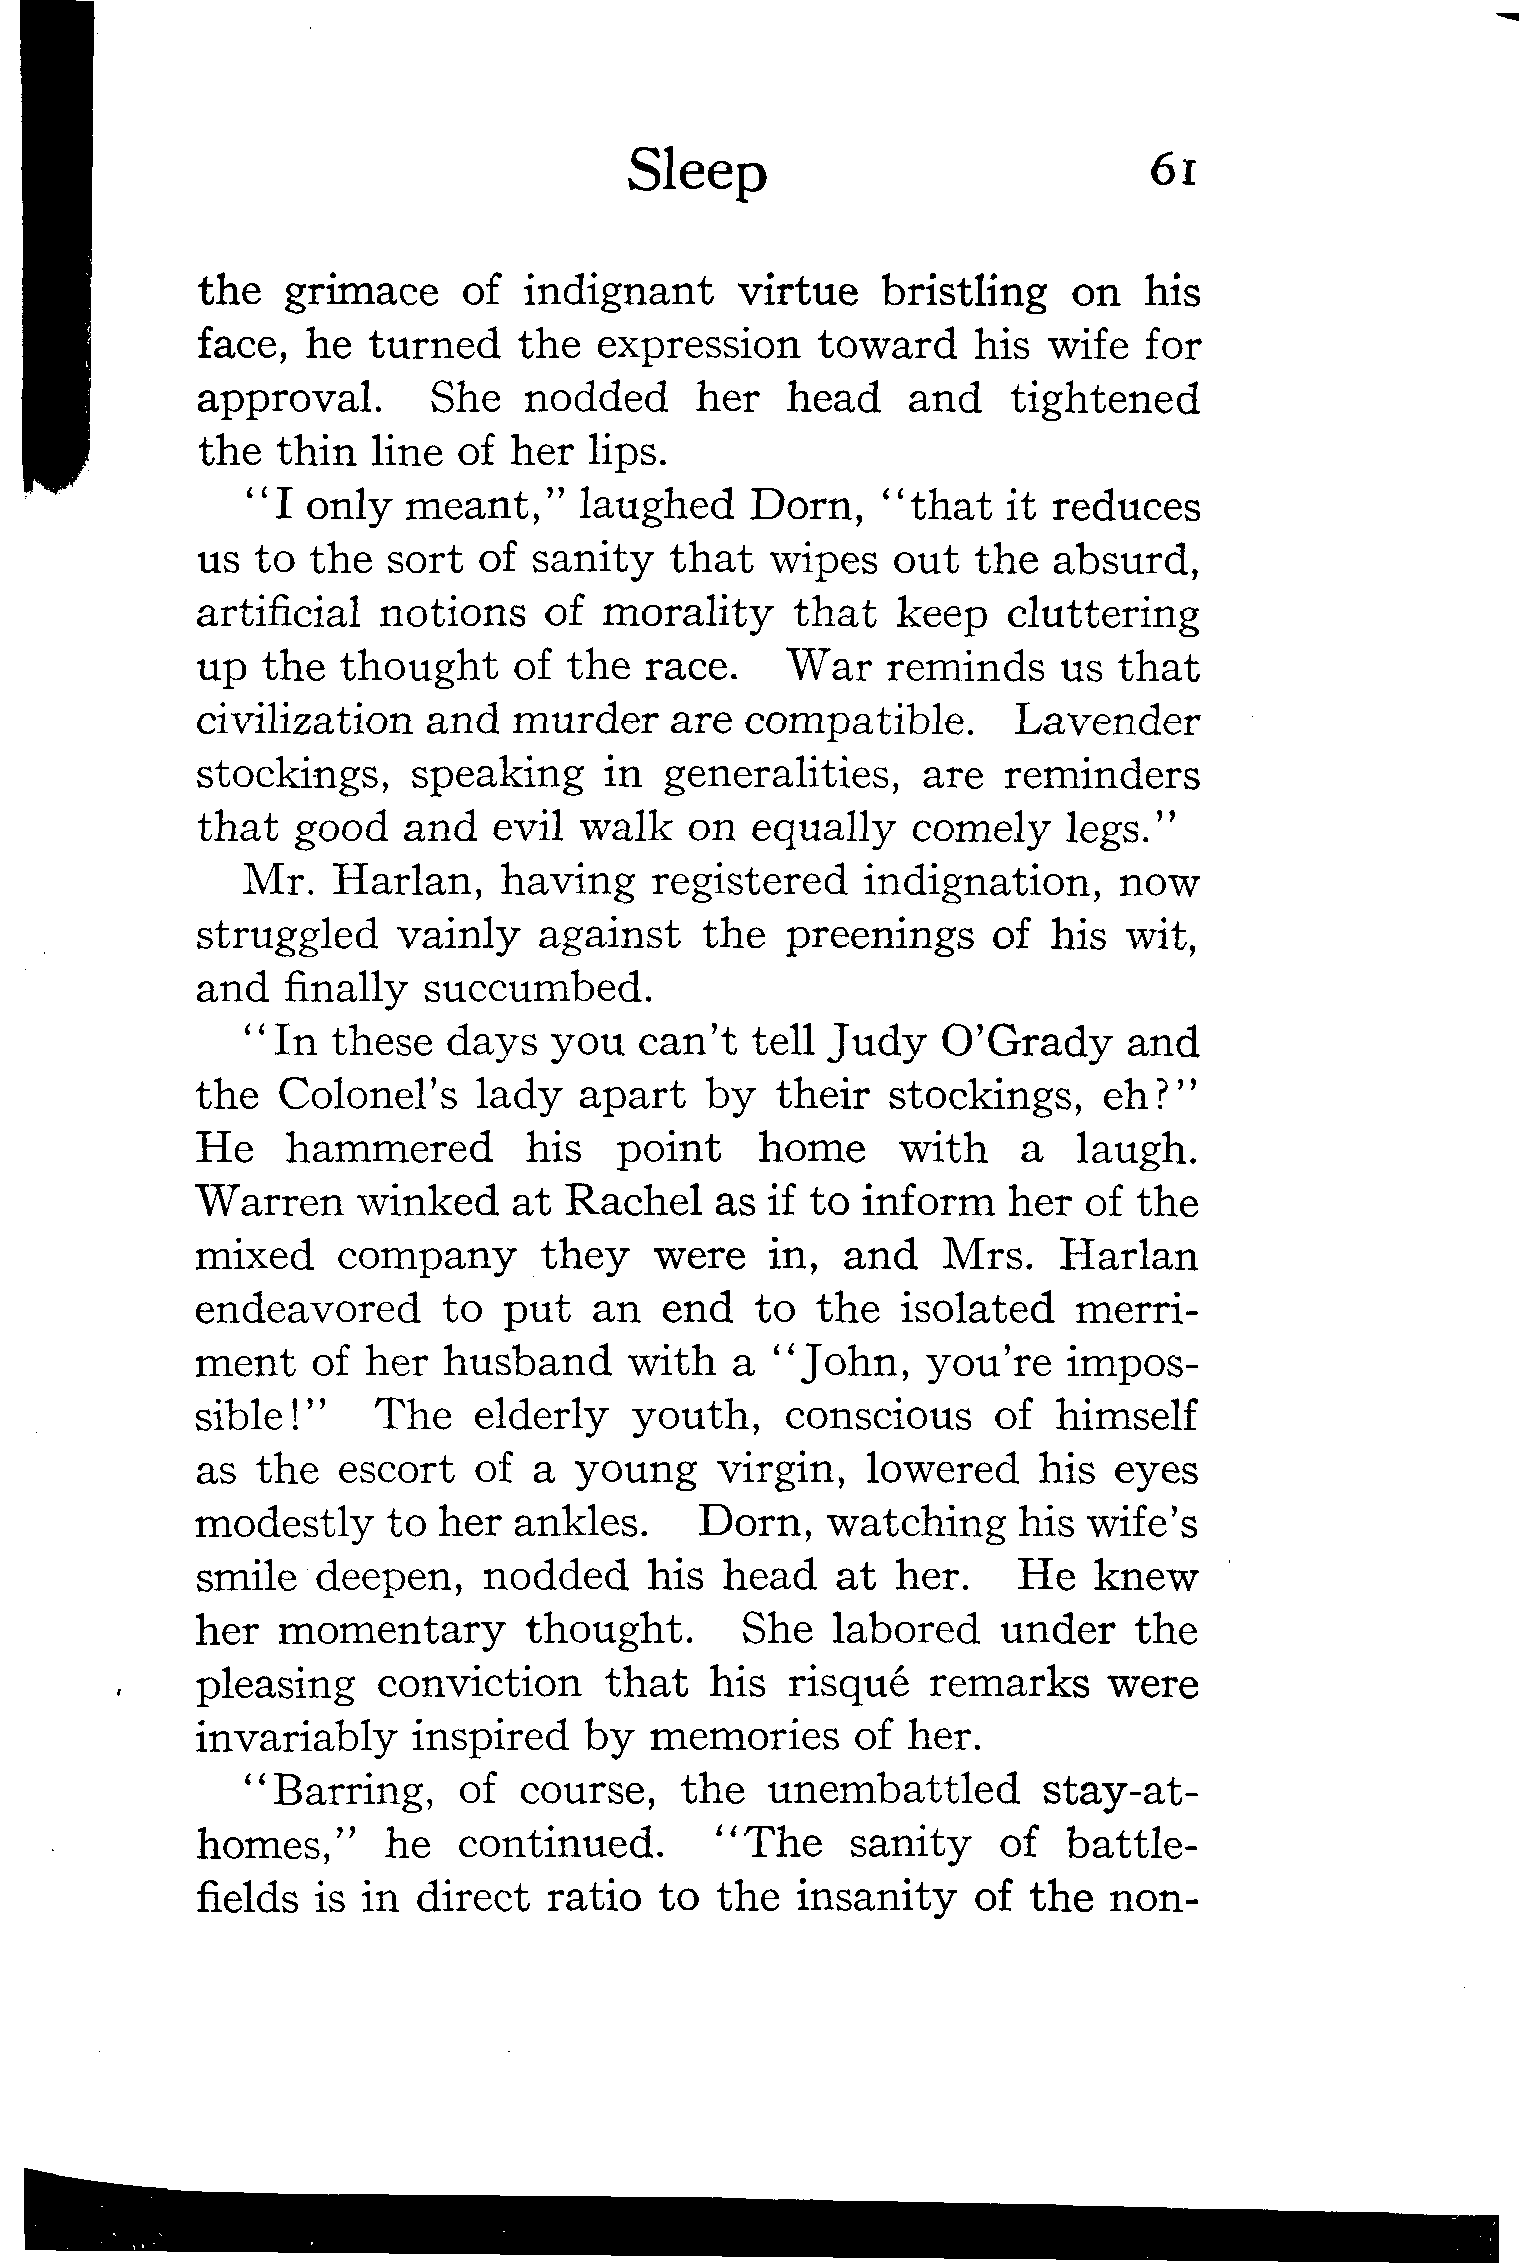 Sleep 61
the grimace of indignant virtue bristling on his
face, he turned the expression toward his wife for
approval. She nodded her head and tightened
the thin line of her lips.
"I only meant," laughed Dorn, "that it reduces
us to the sort of sanity that wipes out the absurd,
artificial notions of morality that keep cluttering
up the thought of the race. War reminds us that
civilization and murder are compatible. Lavender
stockings, speaking in generalities, are reminders
that good and evil walk on equally comely legs."
Mr. Harlan, having registered indignation, now
struggled vainly against the preenings of his wit,
and finally succumbed.
"In these days you can't tell Judy O'Grady and
the Colonel's lady apart by their stockings, eh?"
He hammered his point home with a laugh.
Warren winked at Rachel as if to inform her of the
mixed company they were in, and Mrs. Harlan
endeavored to put an end to the isolated merri-
ment of her husband with a "John, you're impos-
sible!" The elderly youth, conscious of himself
as the escort of a young virgin, lowered his eyes
modestly to her ankles. Dorn, watching his wife's
smile deepen, nodded his head at her. He knew
her momentary thought. She labored under the
pleasing conviction that his risqué remarks were
invariably inspired by memories of her.
"Barring, of course, the unembattled stay-at-
homes," he continued. "The sanity of battle-
fields is in direct ratio to the insanity of the non-